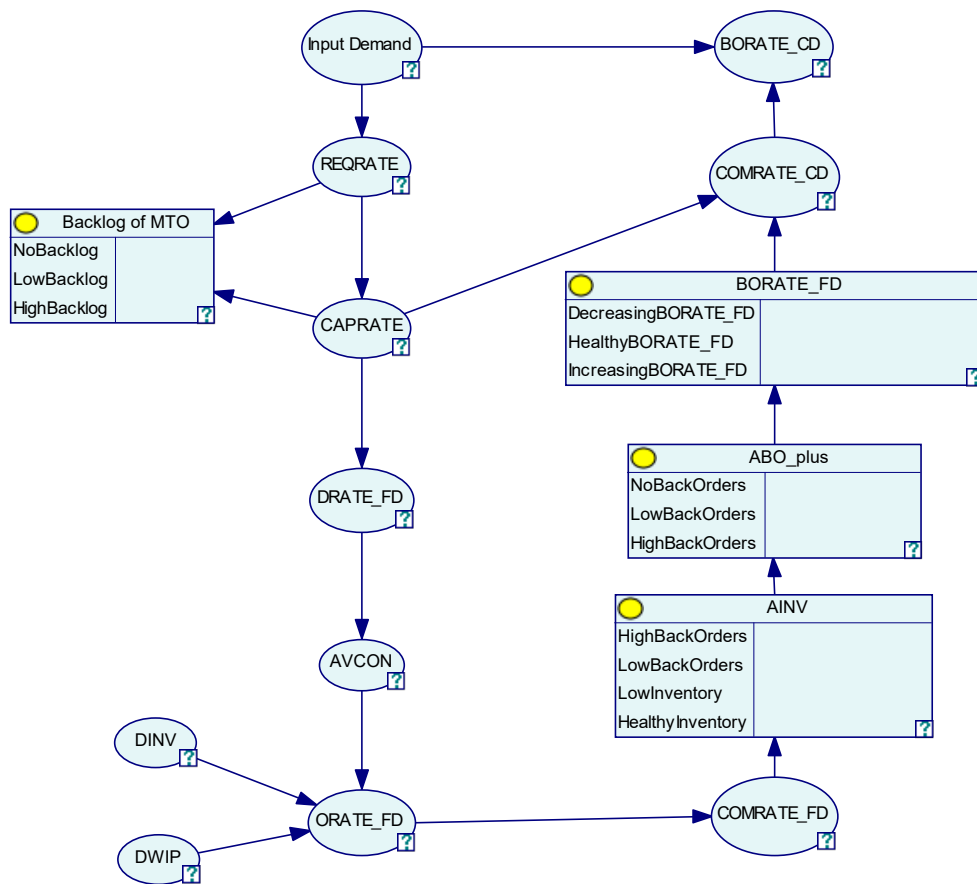 Input Demand
?
BORATE_CD
?
REQRATE
?
COMRATE_CD
?
Backlog of MTO
NoBacklog
LowBacklog
HighBacklog
?
BORATE_FD
DecreasingBORATE_FD
HealthyBORATE_FD
IncreasingBORATE_FD
?
CAPRATE
?
ABO_plus
NoBackOrders
LowBackOrders
HighBackOrders
?
DRATE_FD
?
AINV
HighBackOrders
LowBackOrders
LowInventory
HealthyInventory
?
AVCON
?
DINV
?
ORATE_FD
?
COMRATE_FD
?
DWIP
?